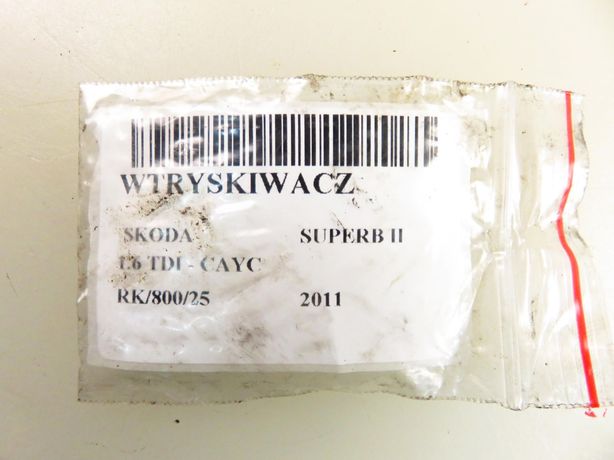 WTRYSKIWACZ
SKODA SUPERB II
1.6 TDI - CAYC
RK/800/25 2011